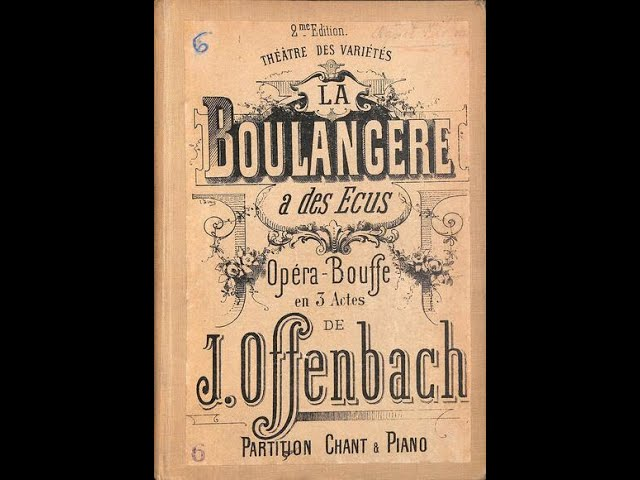 6
2me Edition.
THÉÂTRE DES VARIÉTÉS
LA
BOULANGÈRE
a des Ecus
Opéra-Bouffe
en 3 Actes
DE
J. Offenbach
6
PARTITION CHANT & PIANO